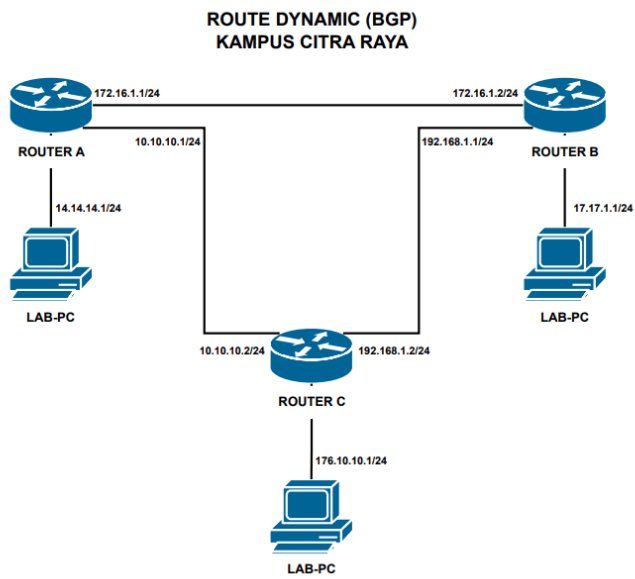 ROUTE DYNAMIC (BGP)
KAMPUS CITRA RAYA
172.16.1.1/24
172.16.1.2/24
10.10.10.1/24
192.168.1.1/24
ROUTER A
ROUTER B
14.14.14.1/24
17.17.1.1/24
LAB-PC
LAB-PC
10.10.10.2/24
192.168.1.2/24
ROUTER C
176.10.10.1/24
LAB-PC